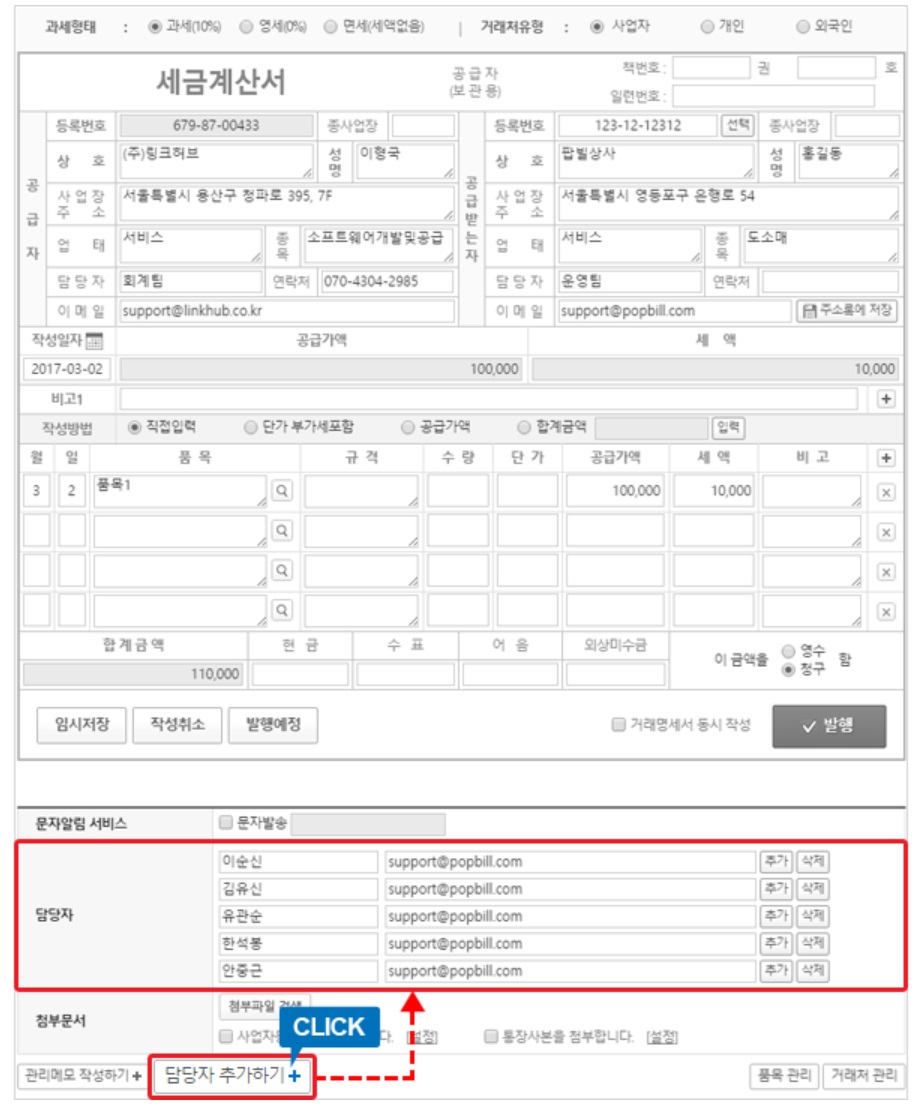 과세형태 : 과세(10%) 영세(0%) 면세(세액없음) | 거래처유형 : 사업자 개인 외국인
세금계산서 공급자 (보관용) 책번호: 권 호
일련번호:
공급자 등록번호 679-87-00433 종사업장 공급받는자 등록번호 123-12-12312 선택 종사업장
상 호 (주)링크허브 성명 이형국 상 호 팝빌상사 성명 홍길동
사업장주소 서울특별시 용산구 청파로 395, 7F 사업장주소 서울특별시 영등포구 은행로 54
업 태 서비스 종목 소프트웨어개발및공급 업 태 서비스 종목 도소매
담당자 회계팀 연락처 070-4304-2985 담당자 운영팀 연락처
이메일 support@linkhub.co.kr 이메일 support@popbill.com 주소록에 저장
작성일자 공급가액 세 액
2017-03-02 100,000 10,000
비고1 +
작성방법 직접입력 단가 부가세포함 공급가액 합계금액 입력
월 일 품 목 규 격 수 량 단 가 공급가액 세 액 비 고 +
3 2 품목1 100,000 10,000 x
x
x
x
합계금액 현 금 수 표 어 음 외상미수금 이 금액을 영수 청구 함
110,000
임시저장 작성취소 발행예정 거래명세서 동시 작성 발행
문자알림 서비스 문자발송
담당자 이순신 support@popbill.com 추가 삭제
김유신 support@popbill.com 추가 삭제
유관순 support@popbill.com 추가 삭제
한석봉 support@popbill.com 추가 삭제
안중근 support@popbill.com 추가 삭제
첨부문서 첨부파일
CLICK
다. [설정] 통장사본을 첨부합니다. [설정]
관리메모 작성하기+ 담당자 추가하기+ 품목 관리 거래처 관리